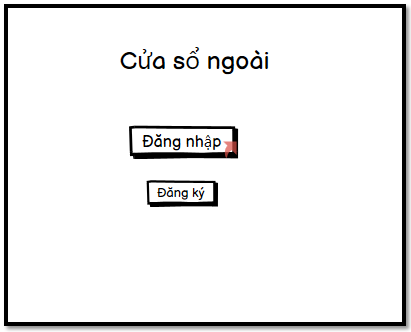 Cửa sổ ngoài
Đăng nhập
Đăng ký